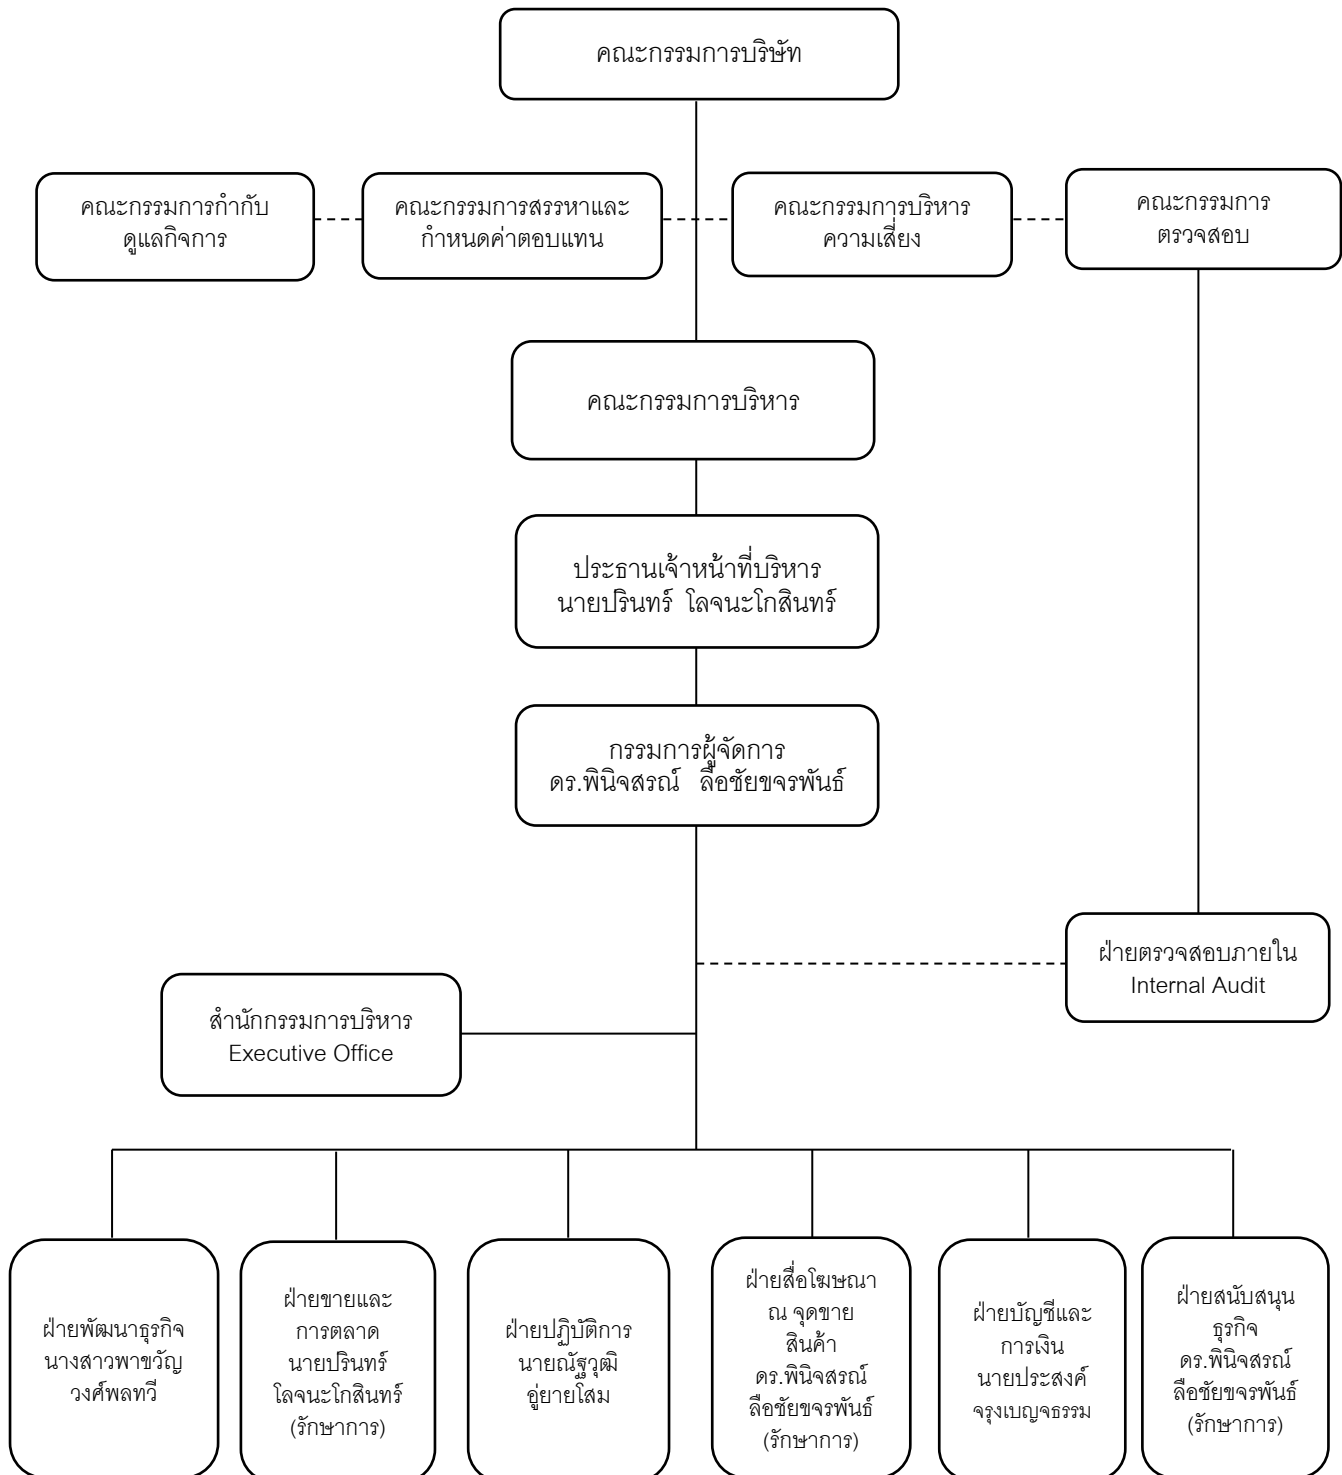 คณะกรรมการบริษัท
คณะกรรมการกำกับ
ดูแลกิจการ
คณะกรรมการสรรหาและ
กำหนดค่าตอบแทน
คณะกรรมการบริหาร
ความเสี่ยง
คณะกรรมการ
ตรวจสอบ
คณะกรรมการบริหาร
ประธานเจ้าหน้าที่บริหาร
นายปรินทร์ โลจนะโกสินทร์
กรรมการผู้จัดการ
ดร.พินิจสรณ์ ลือชัยขจรพันธ์
ฝ่ายตรวจสอบภายใน
Internal Audit
สำนักกรรมการบริหาร
Executive Office
ฝ่ายพัฒนาธุรกิจ
นางสาวพาขวัญ
วงศ์พลทวี
ฝ่ายขายและ
การตลาด
นายปรินทร์
โลจนะโกสินทร์
(รักษาการ)
ฝ่ายปฏิบัติการ
นายณัฐวุฒิ
อู่ยายโสม
ฝ่ายสื่อโฆษณา
ณ จุดขาย
สินค้า
ดร.พินิจสรณ์
ลือชัยขจรพันธ์
(รักษาการ)
ฝ่ายบัญชีและ
การเงิน
นายประสงค์
จรุงเบญจธรรม
ฝ่ายสนับสนุน
ธุรกิจ
ดร.พินิจสรณ์
ลือชัยขจรพันธ์
(รักษาการ)